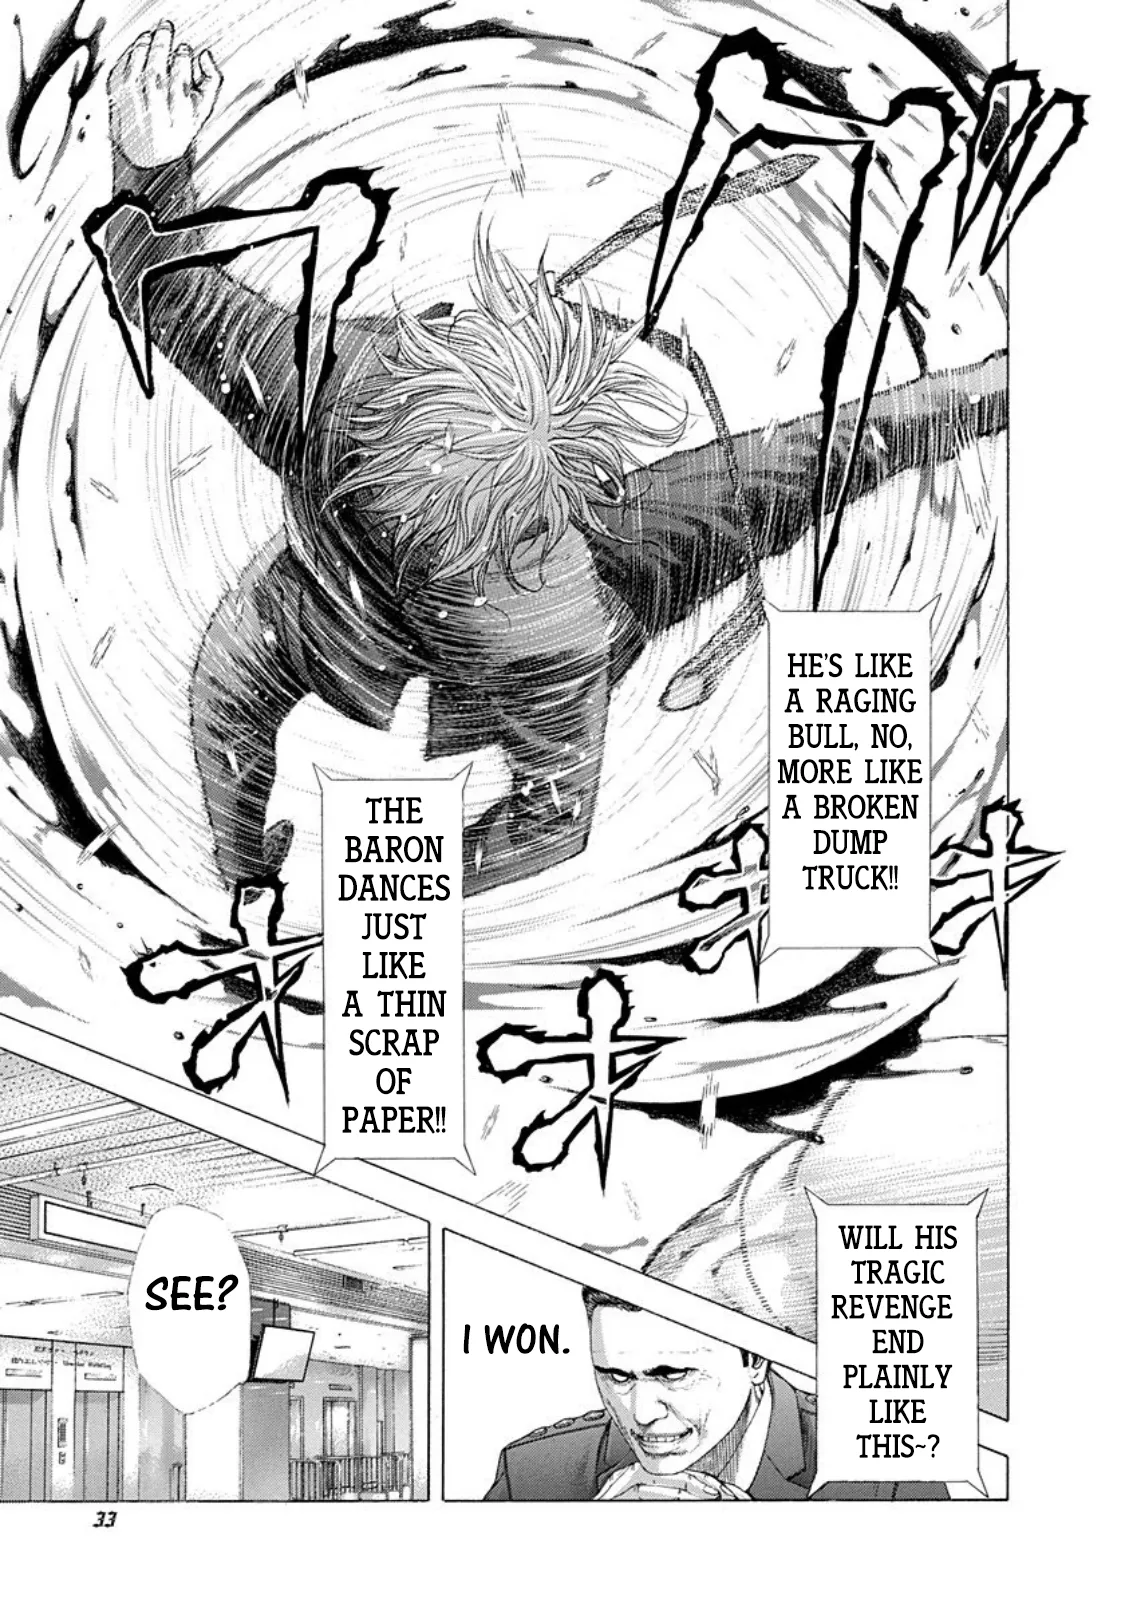 HE'S LIKE
A RAGING
BULL, NO,
MORE LIKE
A BROKEN
DUMP
TRUCK!!
THE
BARON
DANCES
JUST
LIKE
A THIN
SCRAP
OF
PAPER!!
WILL HIS
TRAGIC
REVENGE
END
PLAINLY
LIKE
THIS~?
I WON.
SEE?
33